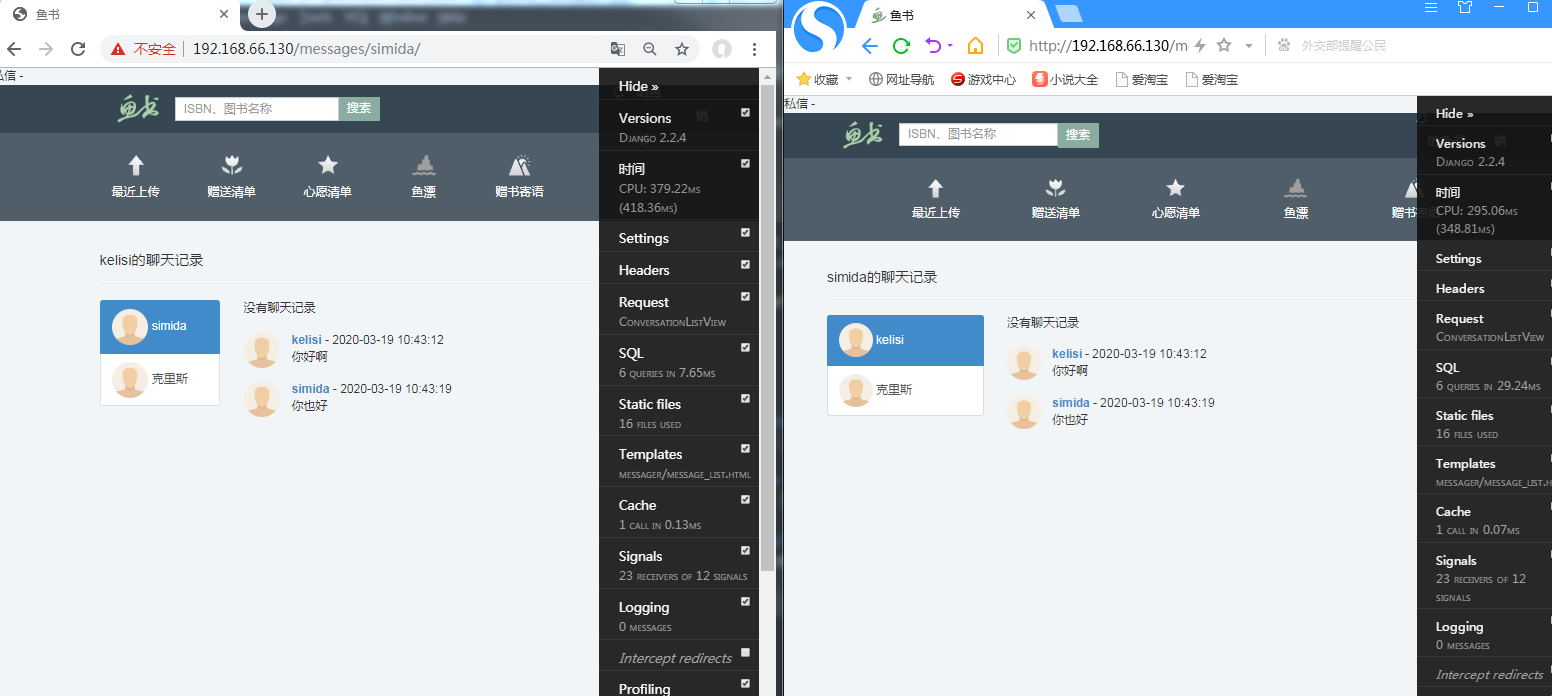 鱼书
不安全
192.168.66.130/messages/simida/
私信 -
鱼书
ISBN、图书名称
搜索
最近上传
赠送清单
心愿清单
鱼漂
赠书寄语
kelisi的聊天记录
simida
克里斯
没有聊天记录
kelisi - 2020-03-19 10:43:12
你好啊
simida - 2020-03-19 10:43:19
你也好
Hide »
Versions
Django 2.2.4
时间
CPU: 379.22ms
(418.36ms)
Settings
Headers
Request
ConversationListView
SQL
6 queries in 7.65ms
Static files
16 files used
Templates
messager/message_list.html
Cache
1 call in 0.13ms
Signals
23 receivers of 12 signals
Logging
0 messages
Intercept redirects
Profiling
鱼书
http://192.168.66.130/m
外交部提醒公民
收藏
网址导航
游戏中心
小说大全
爱淘宝
爱淘宝
私信 -
鱼书
ISBN、图书名称
搜索
最近上传
赠送清单
心愿清单
鱼漂
赠书寄语
simida的聊天记录
kelisi
克里斯
没有聊天记录
kelisi - 2020-03-19 10:43:12
你好啊
simida - 2020-03-19 10:43:19
你也好
Hide »
Versions
Django 2.2.4
时间
CPU: 295.06ms
(348.81ms)
Settings
Headers
Request
ConversationListView
SQL
6 queries in 29.24ms
Static files
16 files used
Templates
messager/message_list.h
Cache
1 call in 0.07ms
Signals
23 receivers of 12
signals
Logging
0 messages
Intercept redirects